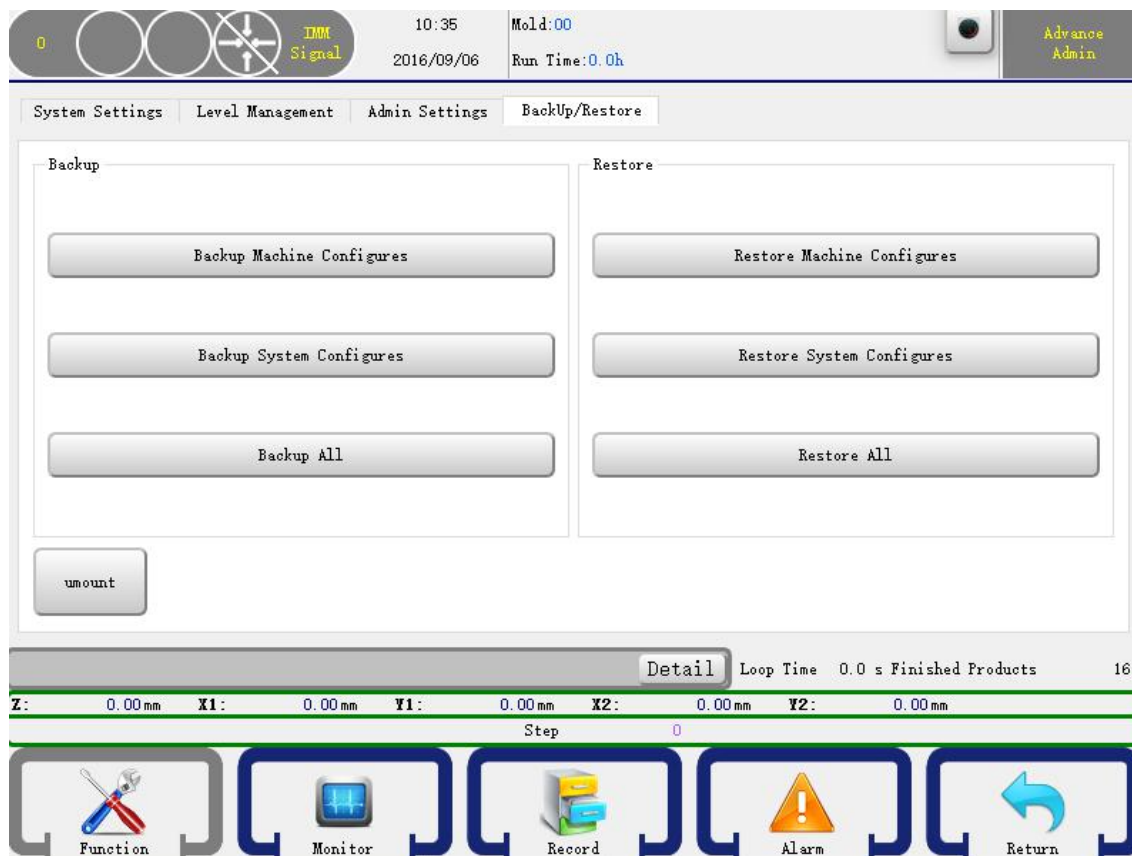 0
IMM
Signal
10:35
2016/09/06
Mold:00
Run Time:0.0h
Advance
Admin
System Settings Level Management Admin Settings BackUp/Restore
Backup Restore
Backup Machine Configures Restore Machine Configures
Backup System Configures Restore System Configures
Backup All Restore All
umount
Detail Loop Time 0.0 s Finished Products 16
Z: 0.00mm X1: 0.00mm Y1: 0.00mm X2: 0.00mm Y2: 0.00mm
Step 0
Function Monitor Record Alarm Return